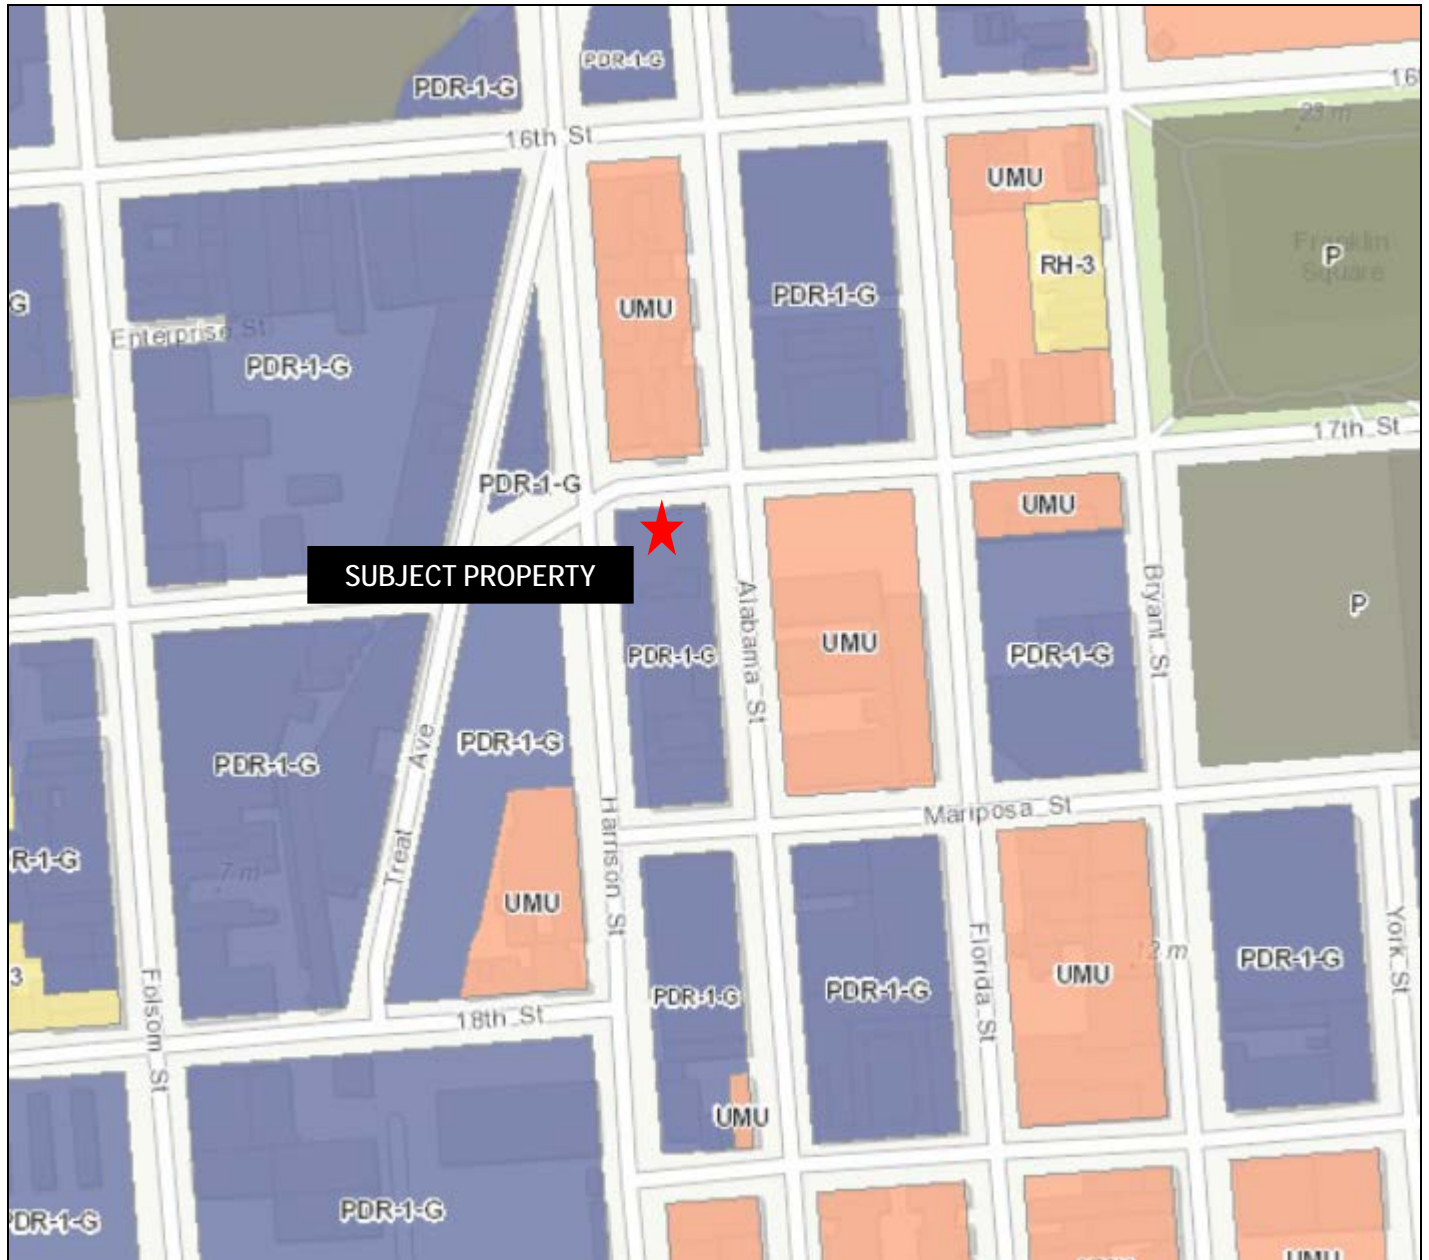 PDR-1-G
PDR-1-G
16
16th St
23 m
UMU
Franklin
Square
P
RH-3
G
UMU
PDR-1-G
Enterprise St
PDR-1-G
17th St
PDR-1-G
UMU
SUBJECT PROPERTY
Alabama St
Bryant St
P
UMU
PDR-1-G
PDR-1-G
PDR-1-G
PDR-1-G
Treat Ave
Harrison St
Mariposa St
R-1-G
7 m
UMU
Florida St
York St
12 m
3
PDR-1-G
PDR-1-G
UMU
PDR-1-G
Folsom St
18th St
UMU
PDR-1-G
PDR-1-G
UMU